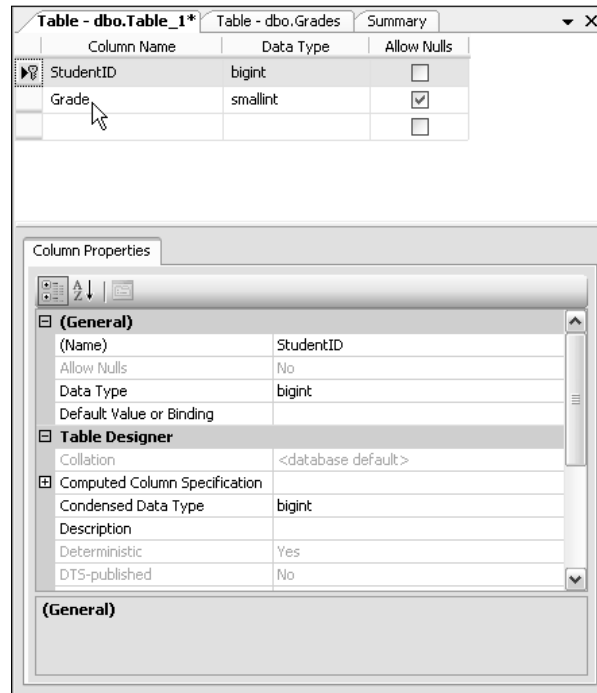 Table - dbo.Table_1* Table - dbo.Grades Summary
Column Name Data Type Allow Nulls
StudentID bigint
Grade smallint
Column Properties
(General)
(Name) StudentID
Allow Nulls No
Data Type bigint
Default Value or Binding
Table Designer
Collation <database default>
Computed Column Specification
Condensed Data Type bigint
Description
Deterministic Yes
DTS-published No
(General)